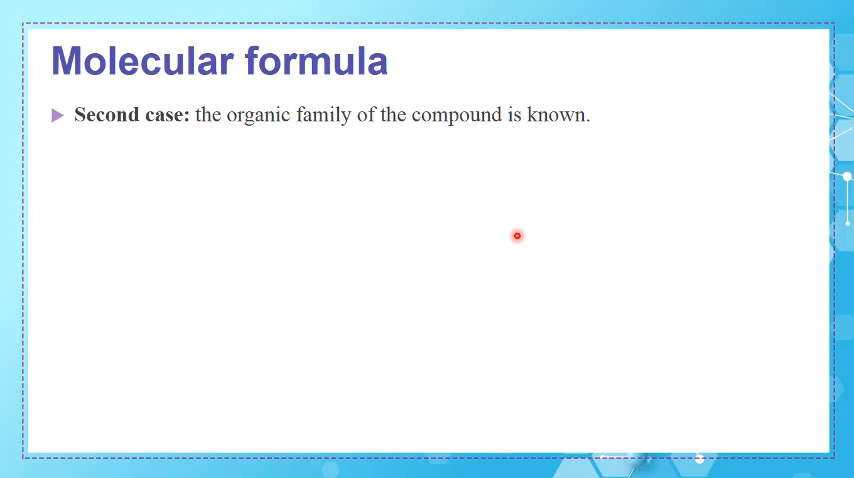 Molecular formula
Second case: the organic family of the compound is known.